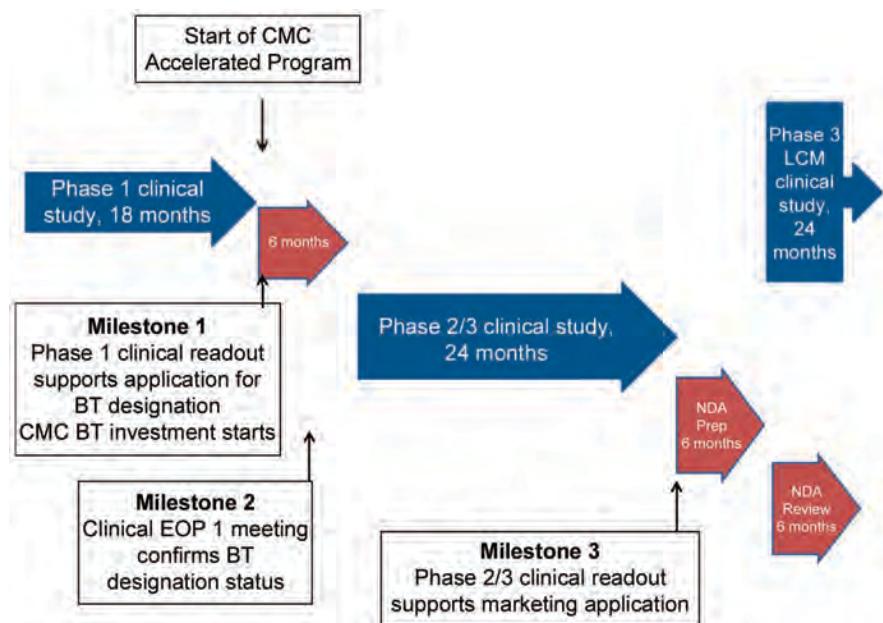 Start of CMC
Accelerated Program
Phase 1 clinical
study, 18 months
6 months
Phase 3
LCM
clinical
study,
24
months
Milestone 1
Phase 1 clinical readout
supports application for
BT designation
CMC BT investment starts
Phase 2/3 clinical study,
24 months
NDA
Prep
6 months
Milestone 2
Clinical EOP 1 meeting
confirms BT
designation status
NDA
Review
6 months
Milestone 3
Phase 2/3 clinical readout
supports marketing application